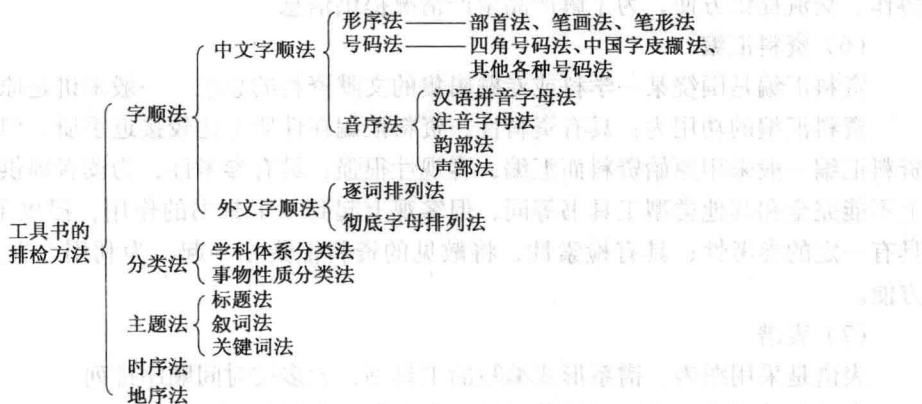 形序法——部首法、笔画法、笔形法
中文字顺法
号码法——四角号码法、中国字庋撷法
其他各种号码法
汉语拼音字母法
字顺法
音序法
注音字母法
韵部法
声部法
外文字顺法
逐词排列法
彻底字母排列法
工具书的
排检方法
分类法
学科体系分类法
事物性质分类法
标题法
主题法
叙词法
关键词法
时序法
地序法